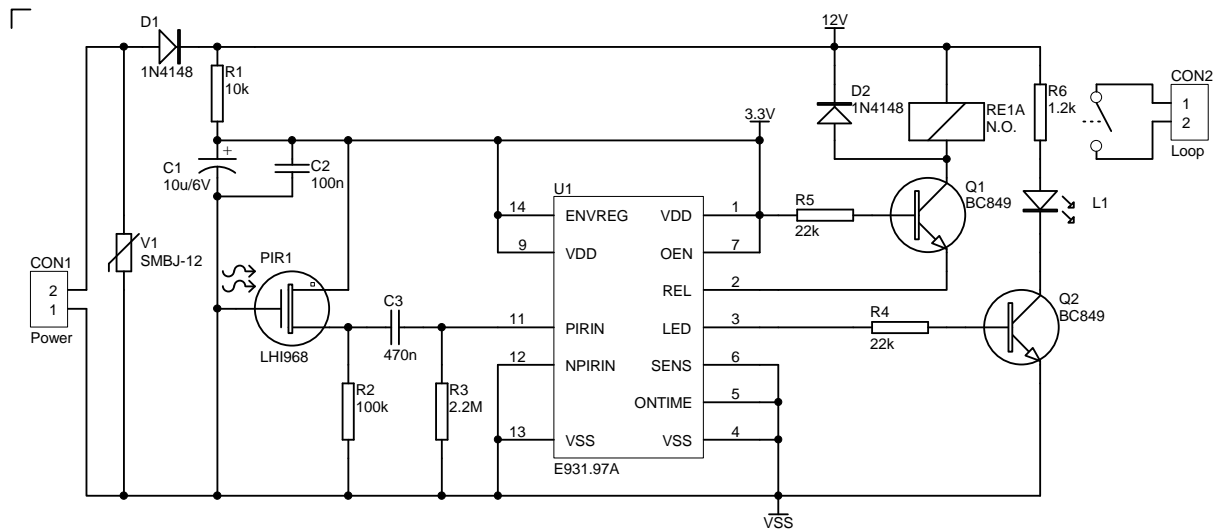 D1
1N4148
12V
R1
10k
D2
1N4148
RE1A
N.O.
R6
1.2k
CON2
1
2
Loop
3.3V
+
C1
10u/6V
C2
100n
U1
14 ENVREG VDD 1
9 VDD OEN 7
REL 2
11 PIRIN LED 3
12 NPIRIN SENS 6
ONTIME 5
13 VSS VSS 4
E931.97A
R5
22k
Q1
BC849
L1
V1
SMBJ-12
CON1
2
1
Power
PIR1
LHI968
C3
470n
R4
22k
Q2
BC849
R2
100k
R3
2.2M
VSS